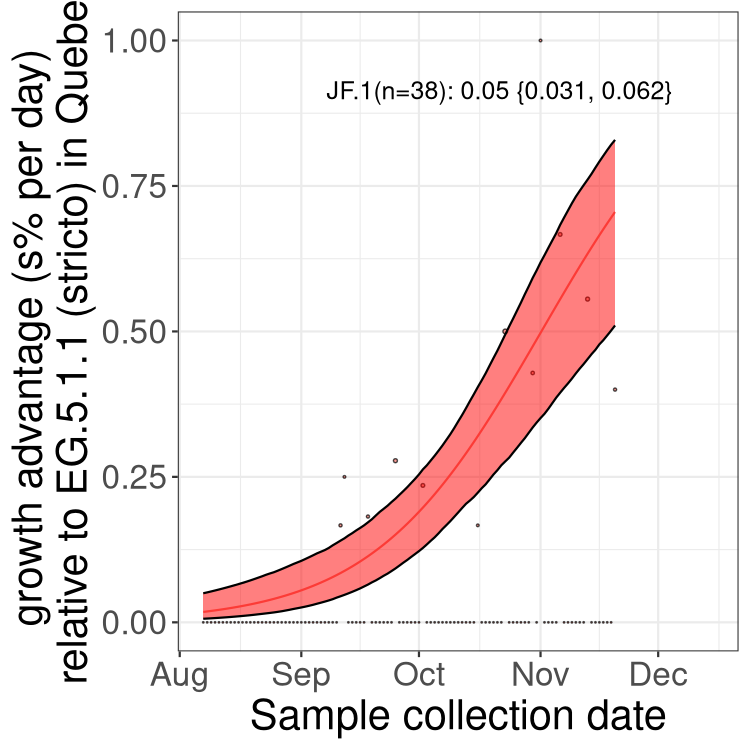 growth advantage (s% per day)
relative to EG.5.1.1 (stricto) in Quebe
1.00
0.75
0.50
0.25
0.00
JF.1(n=38): 0.05 {0.031, 0.062}
Aug Sep Oct Nov Dec
Sample collection date